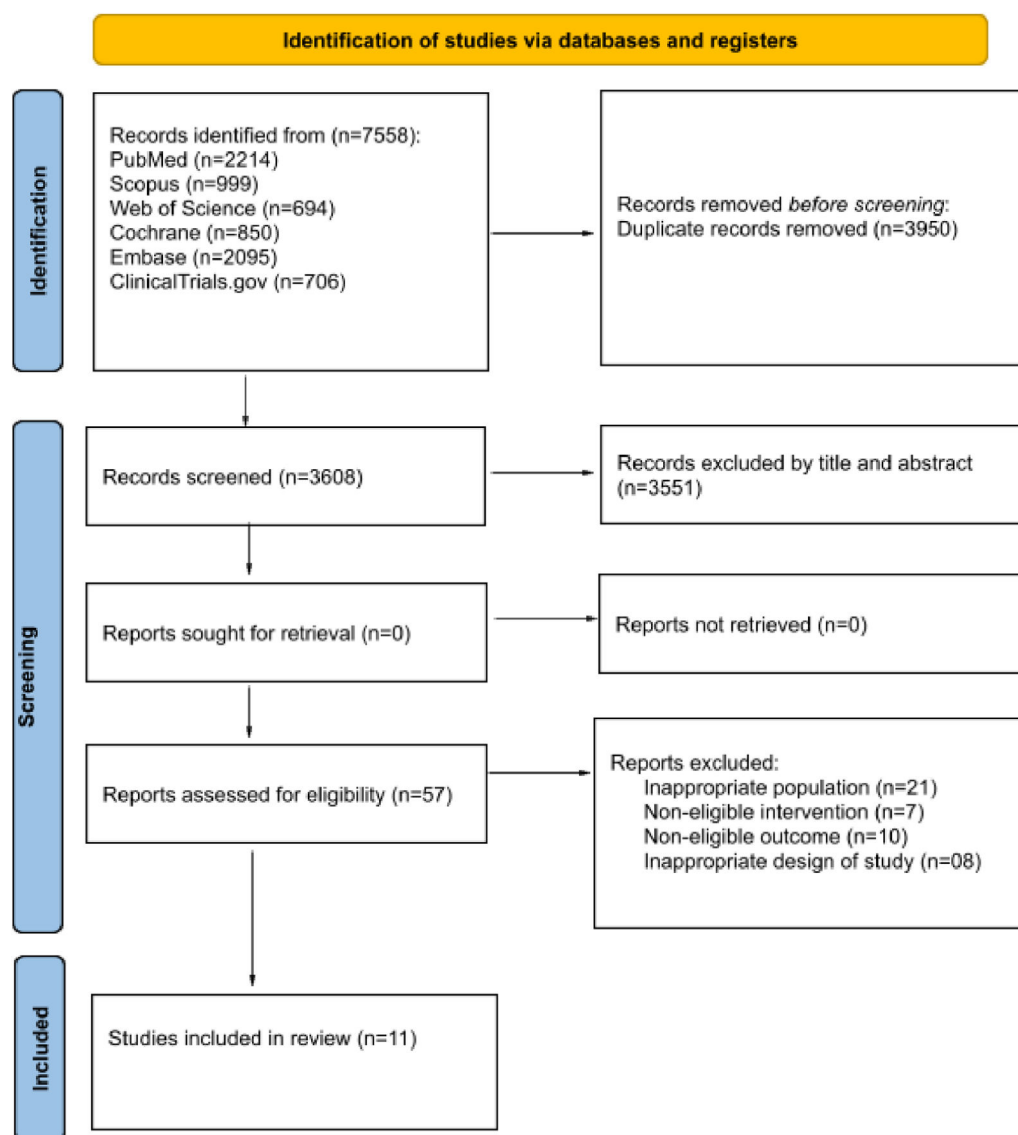 Identification of studies via databases and registers
Identification
Records identified from (n=7558):
PubMed (n=2214)
Scopus (n=999)
Web of Science (n=694)
Cochrane (n=850)
Embase (n=2095)
ClinicalTrials.gov (n=706)
Records removed before screening:
Duplicate records removed (n=3950)
Screening
Records screened (n=3608)
Records excluded by title and abstract
(n=3551)
Reports sought for retrieval (n=0)
Reports not retrieved (n=0)
Reports assessed for eligibility (n=57)
Reports excluded:
Inappropriate population (n=21)
Non-eligible intervention (n=7)
Non-eligible outcome (n=10)
Inappropriate design of study (n=08)
Included
Studies included in review (n=11)